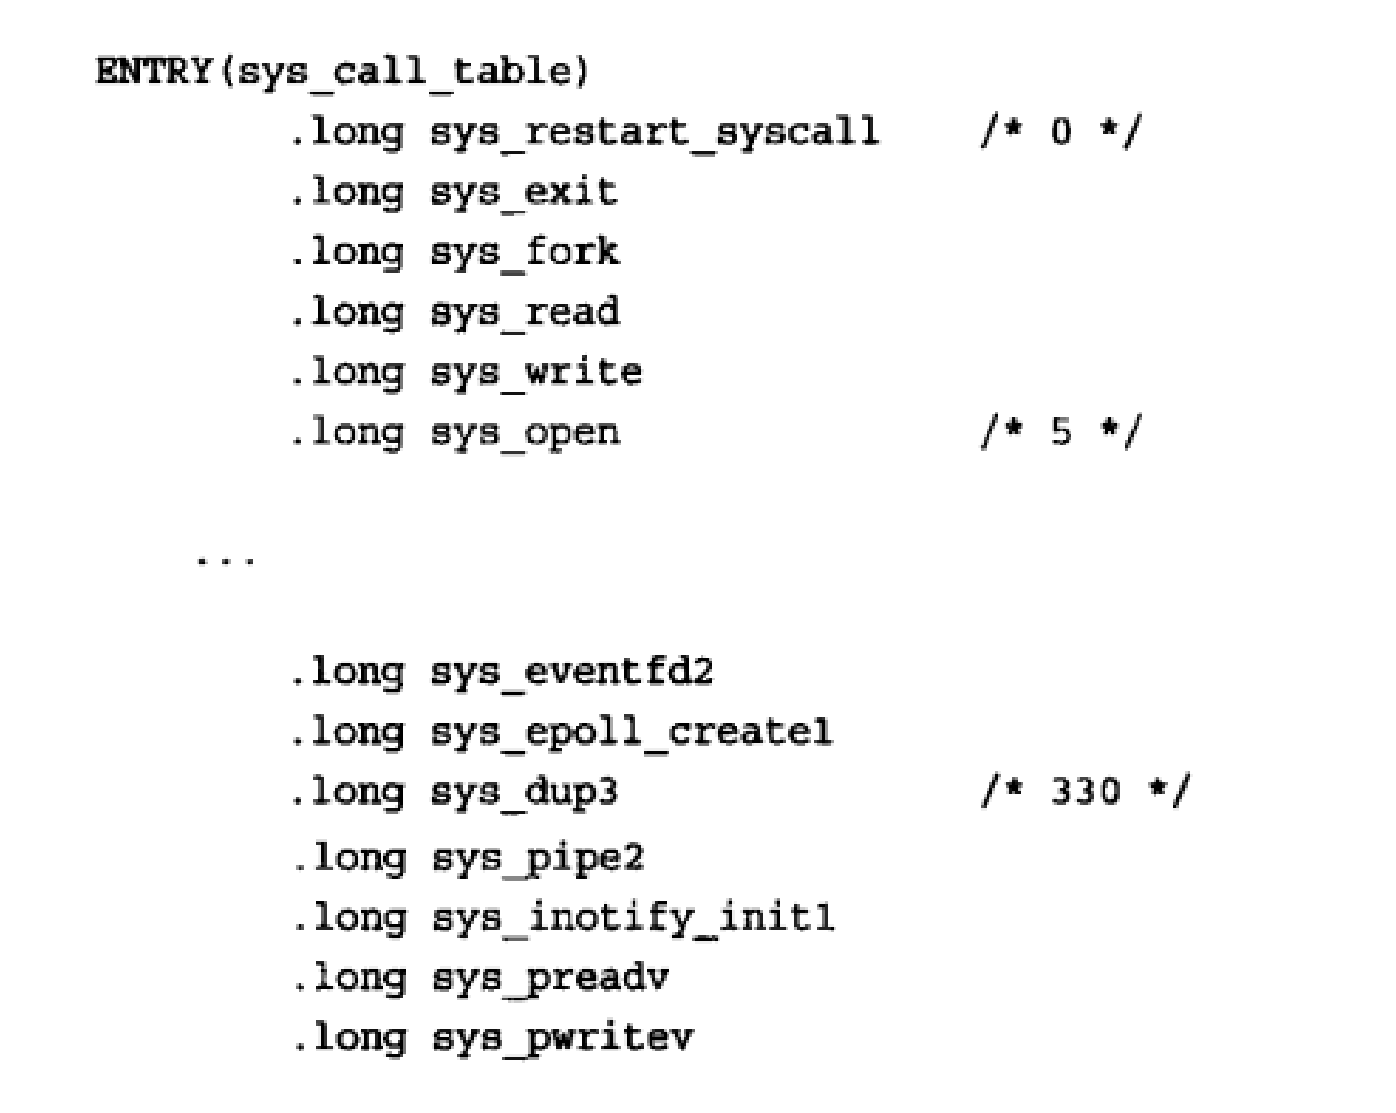 ENTRY(sys_call_table)
.long sys_restart_syscall /* 0 */
.long sys_exit
.long sys_fork
.long sys_read
.long sys_write
.long sys_open /* 5 */
...
.long sys_eventfd2
.long sys_epoll_create1
.long sys_dup3 /* 330 */
.long sys_pipe2
.long sys_inotify_init1
.long sys_preadv
.long sys_pwritev